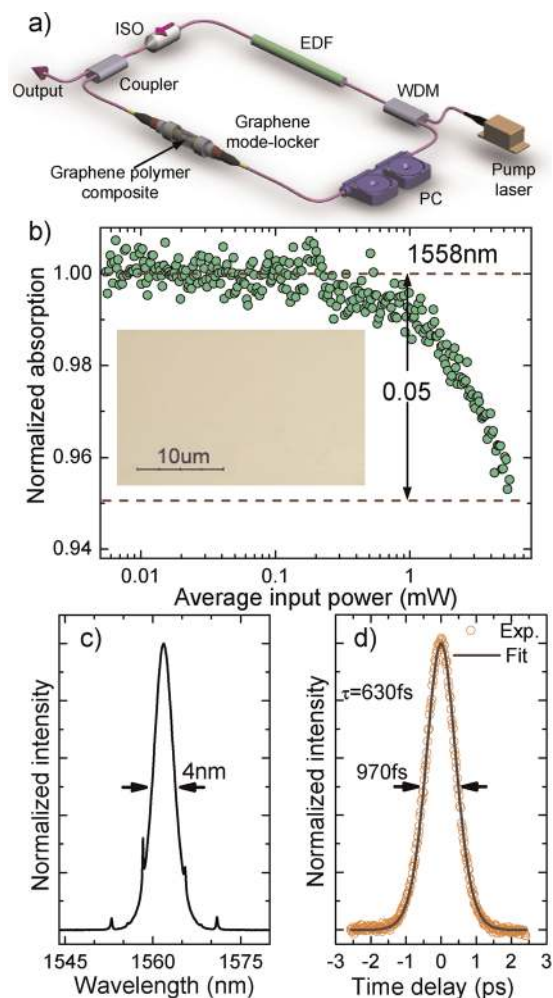 a)
ISO
EDF
WDM
Output
Coupler
Graphene
mode-locker
Graphene polymer
composite
PC
Pump
laser
b)
1558nm
1.00
0.98
0.96
0.94
Normalized absorption
0.05
10um
0.01
0.1
1
Average input power (mW)
c)
4nm
Normalized intensity
1545
1560
1575
Wavelength (nm)
d)
Exp.
Fit
τ=630fs
970fs
Normalized intensity
-3 -2 -1 0 1 2 3
Time delay (ps)